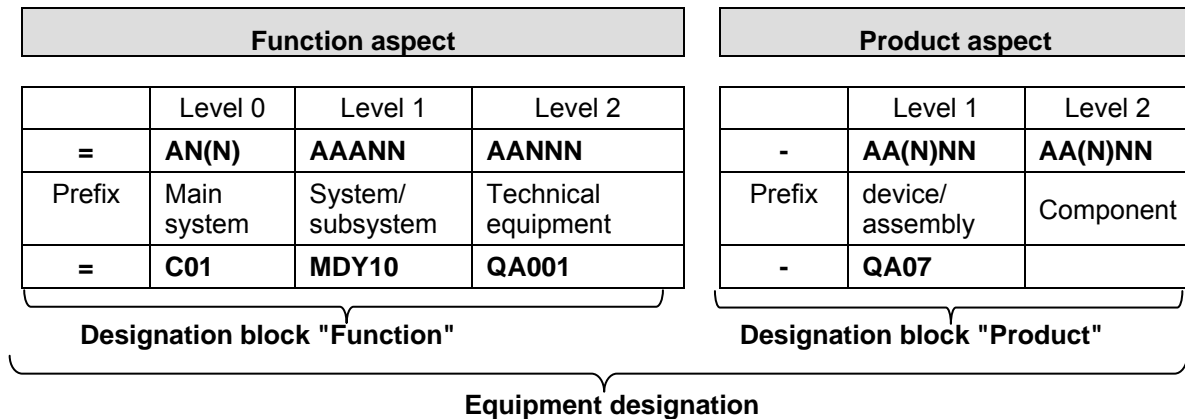 Function aspect Product aspect
Level 0 Level 1 Level 2 Level 1 Level 2
= AN(N) AAANN AANNN - AA(N)NN AA(N)NN
Prefix Main system System/ subsystem Technical equipment Prefix device/ assembly Component
= C01 MDY10 QA001 - QA07
Designation block "Function" Designation block "Product"
Equipment designation